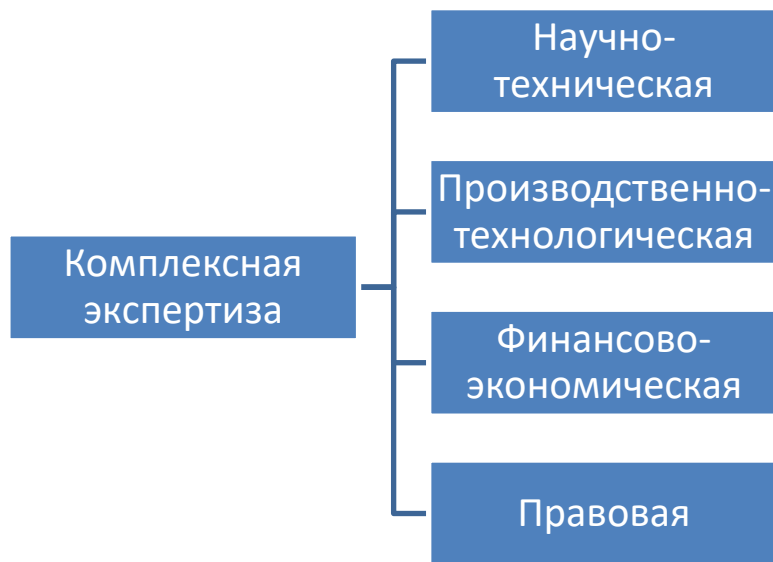 Комплексная
экспертиза
Научно-
техническая
Производственно-
технологическая
Финансово-
экономическая
Правовая